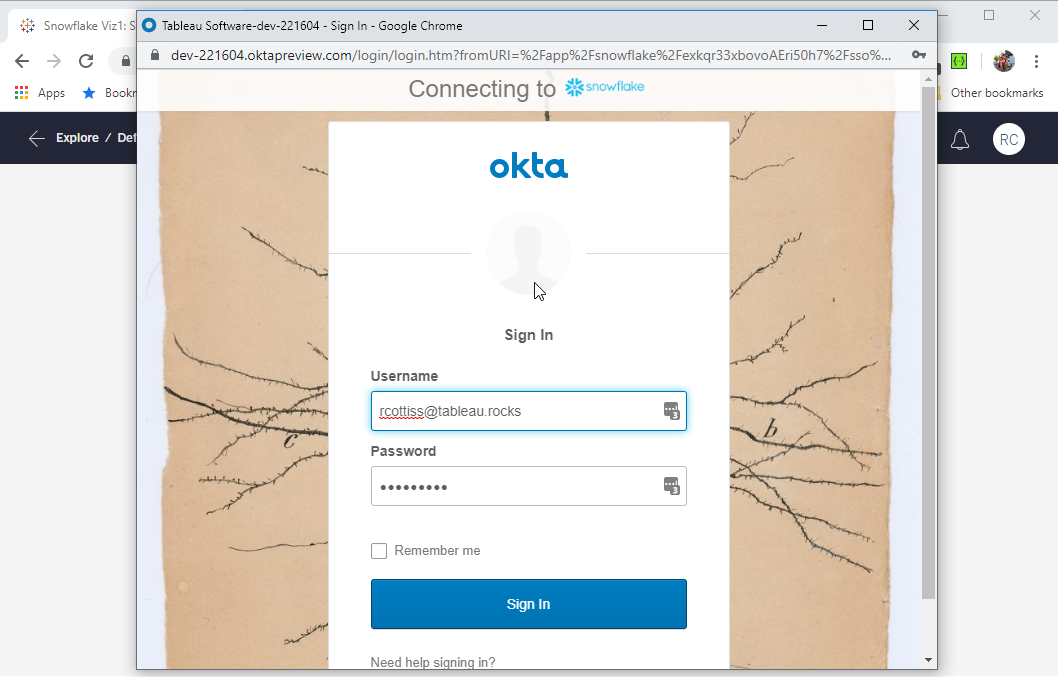 Snowflake Viz1: S
Tableau Software-dev-221604 - Sign In - Google Chrome
dev-221604.oktapreview.com/login/login.htm?fromURI=%2Fapp%2Fsnowflake%2Fexkqr33xbovoAEri50h7%2Fsso%...
Apps
Bookm
Other bookmarks
Connecting to snowflake
Explore / Def
RC
okta
Sign In
Username
rcottiss@tableau.rocks
3
Password
•••••••••
3
Remember me
Sign In
Need help signing in?
c
b